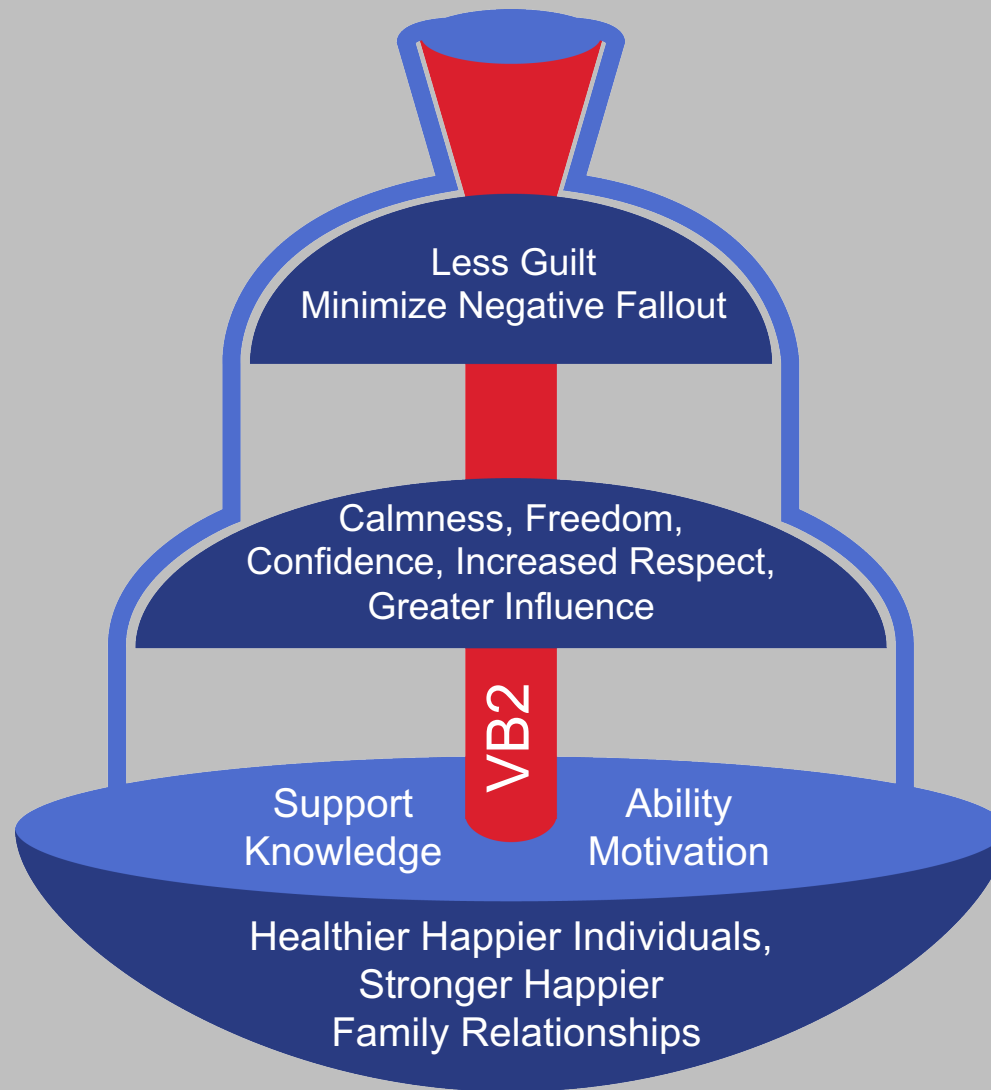 Less Guilt
Minimize Negative Fallout
Calmness, Freedom,
Confidence, Increased Respect,
Greater Influence
VB2
Support
Knowledge
Ability
Motivation
Healthier Happier Individuals,
Stronger Happier
Family Relationships